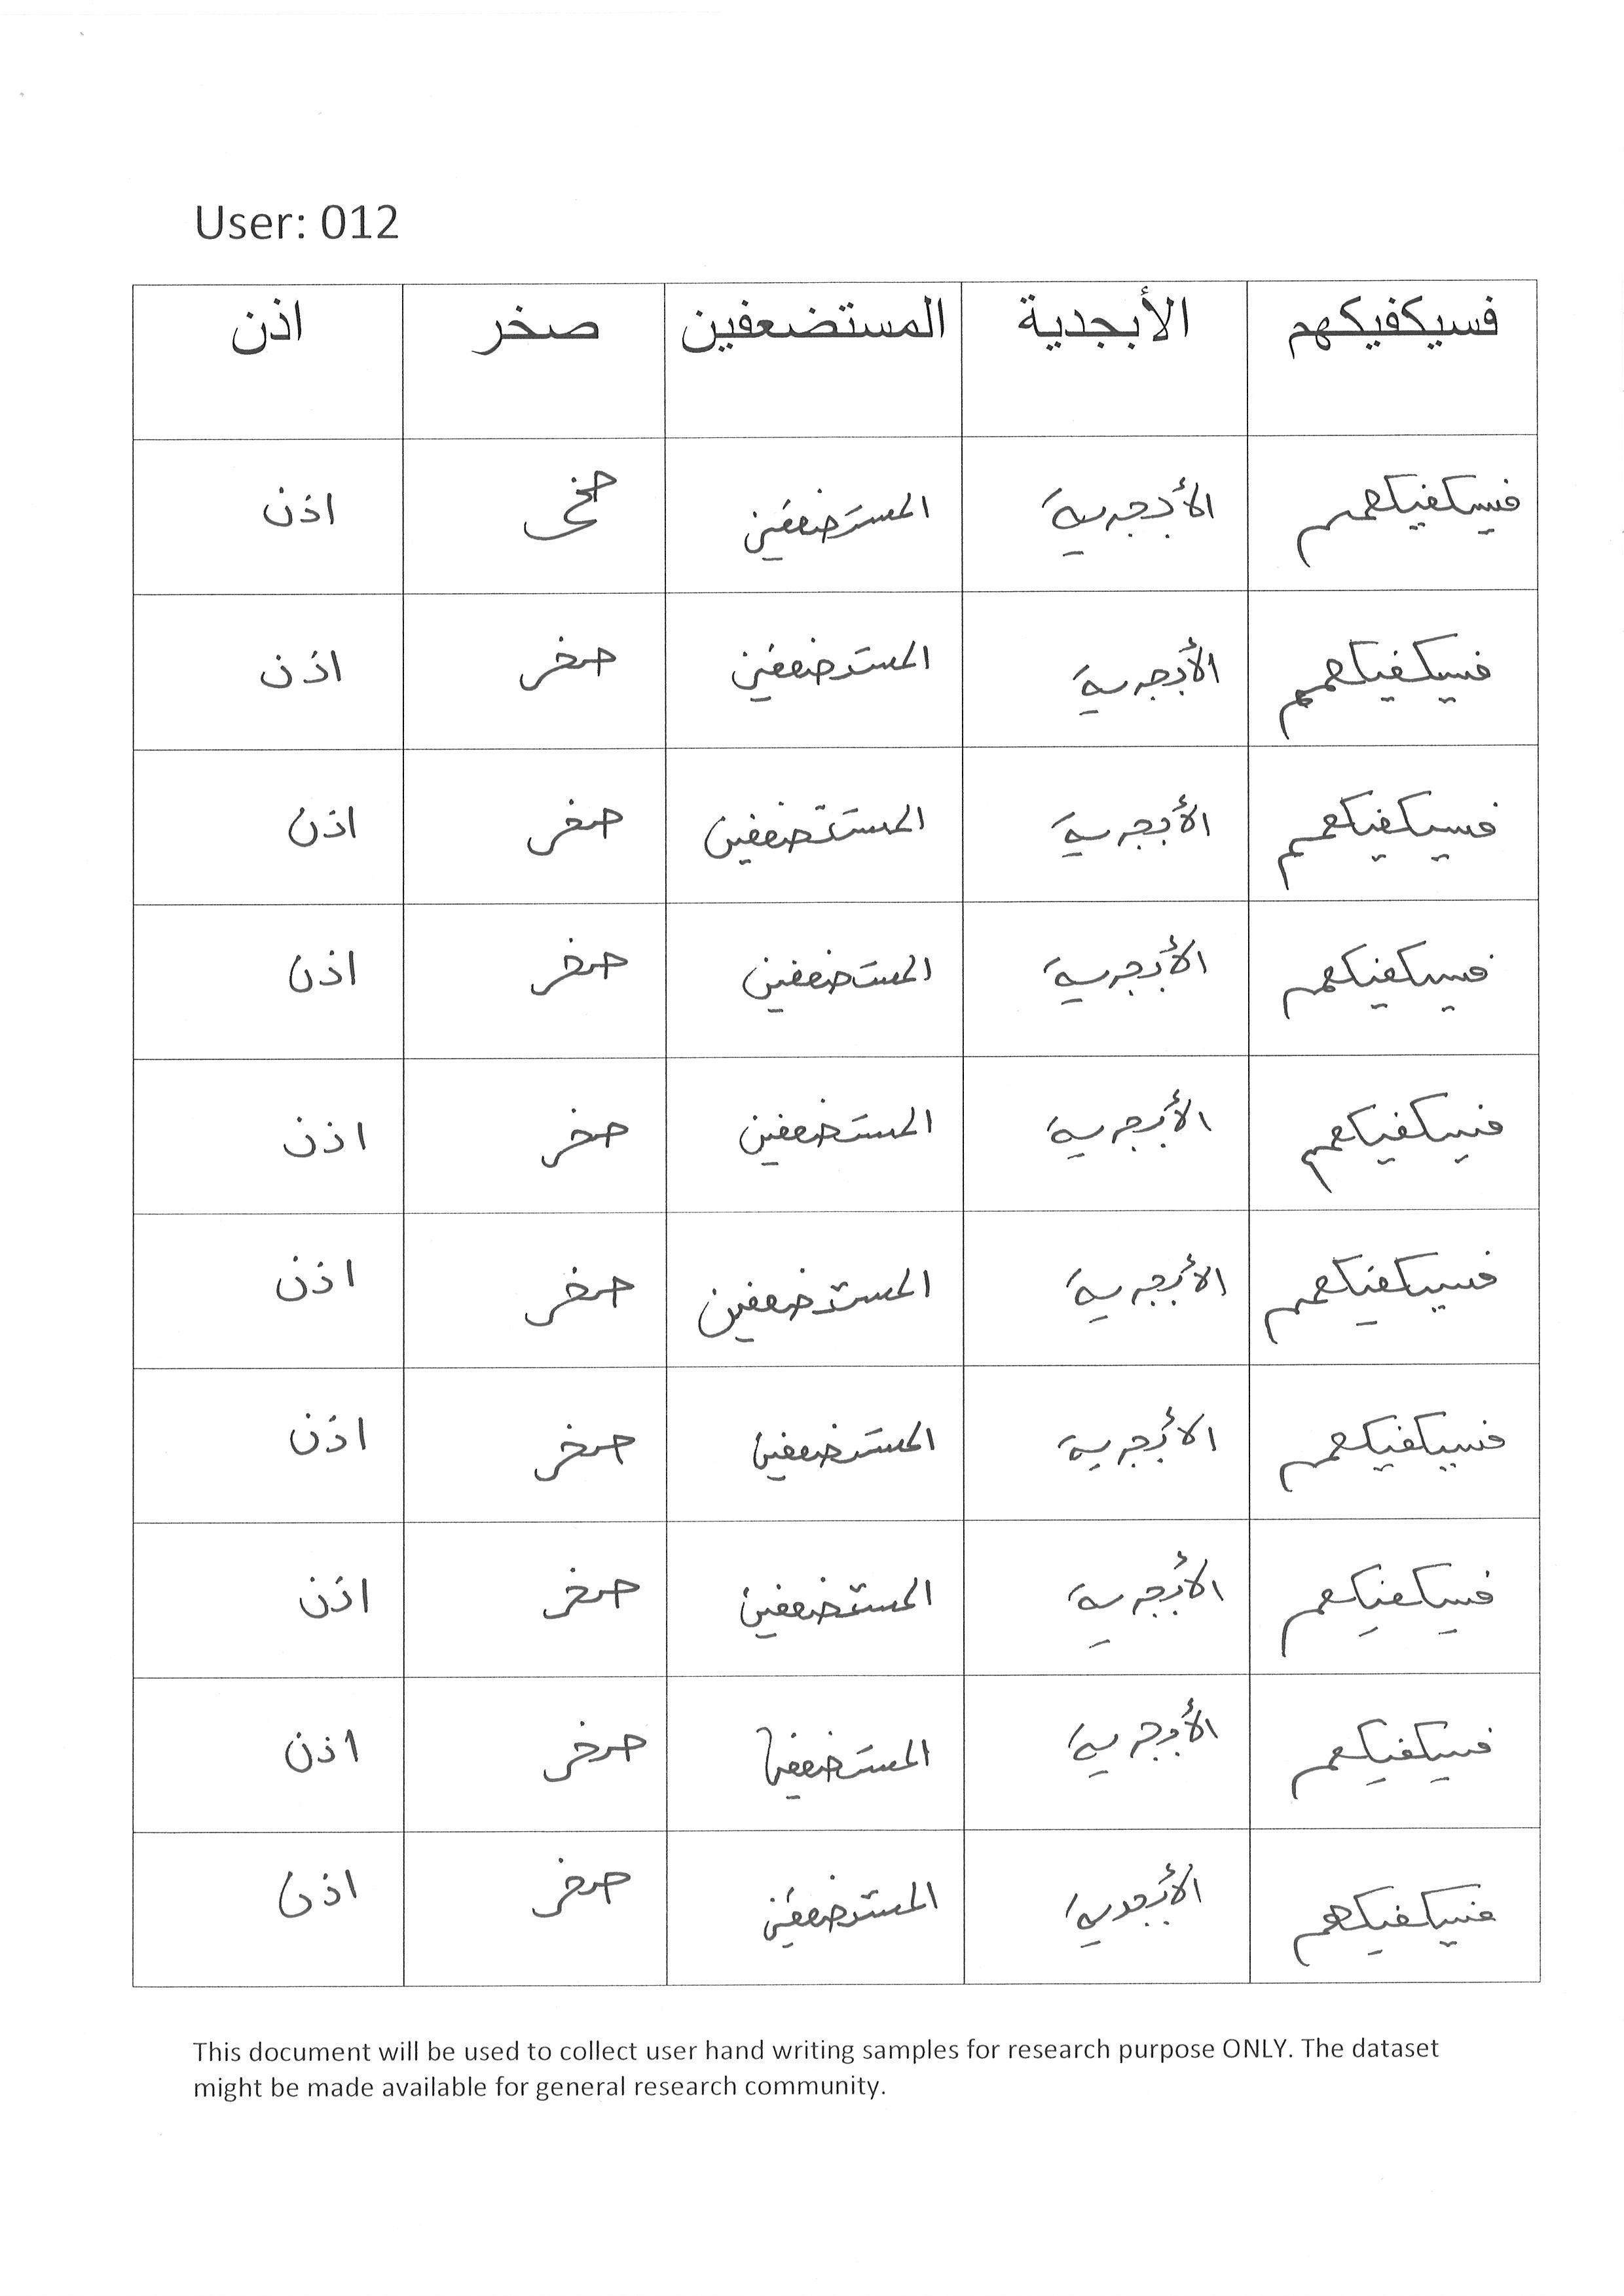 User: 012
فسيكفيكهم الأبجدية المستضعفين صخر اذن
فسيكفيكهم الأبجدية المستضعفين صخر اذن
فسيكفيكهم الأبجدية المستضعفين صخر اذن
فسيكفيكهم الأبجدية المستضعفين صخر اذن
فسيكفيكهم الأبجدية المستضعفين صخر اذن
فسيكفيكهم الأبجدية المستضعفين صخر اذن
فسيكفيكهم الأبجدية المستضعفين صخر اذن
فسيكفيكهم الأبجدية المستضعفين صخر اذن
فسيكفيكهم الأبجدية المستضعفين صخر اذن
فسيكفيكهم الأبجدية المستضعفين صخر اذن
فسيكفيكهم الأبجدية المستضعفين صخر اذن
This document will be used to collect user hand writing samples for research purpose ONLY. The dataset
might be made available for general research community.